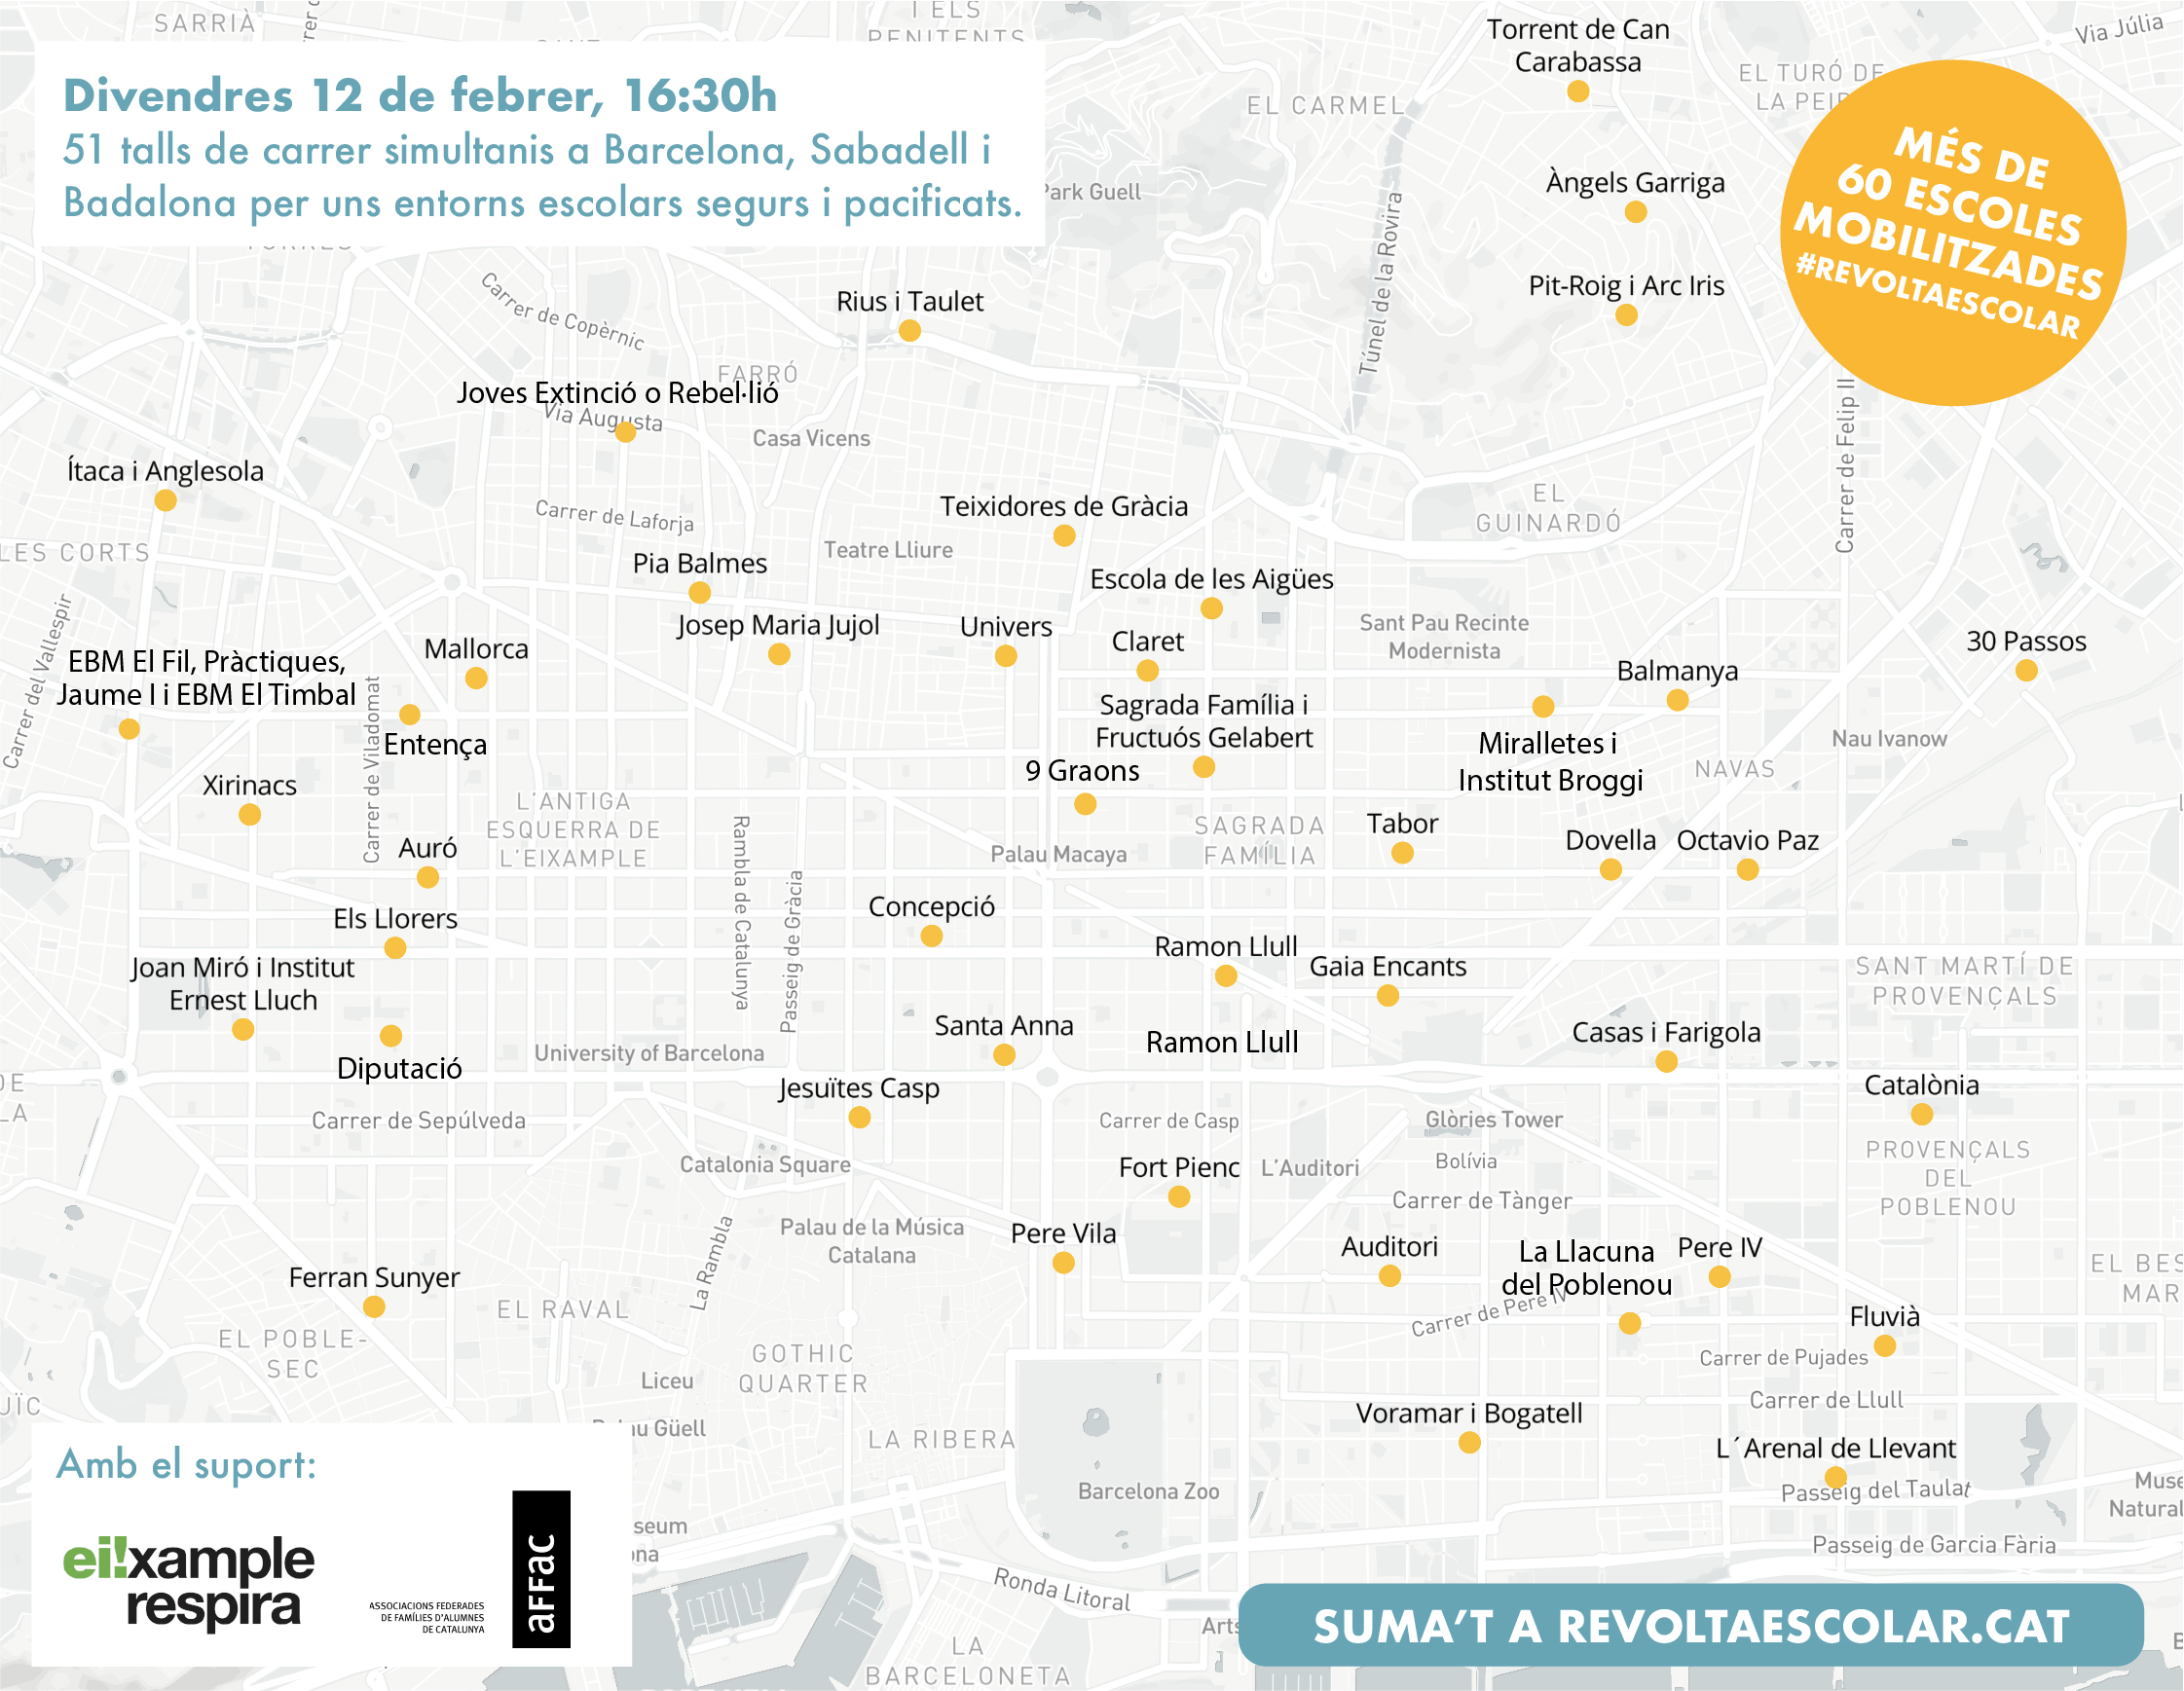 SARRIÀ
I ELS
PENITENTS
Torrent de Can
Carabassa
Via Júlia
EL TURÓ DE
EL CARMEL
Divendres 12 de febrer, 16:30h
51 talls de carrer simultanis a Barcelona, Sabadell i
Badalona per uns entorns escolars segurs i pacificats.
MÉS DE
60 ESCOLES
MOBILITZADES
#REVOLTAESCOLAR
Park Guell
Àngels Garriga
Túnel de la Rovira
Pit-Roig i Arc Iris
Carrer de Copèrnic
Rius i Taulet
FARRÓ
Joves Extinció o Rebel·lió
Via Augusta
Casa Vicens
Carrer de Felip II
Ítaca i Anglesola
Carrer de Laforja
Teixidores de Gràcia
EL
GUINARDÓ
LES CORTS
Teatre Lliure
Pia Balmes
Escola de les Aigües
Carrer del Vallespir
Josep Maria Jujol
Univers
Claret
Sant Pau Recinte
Modernista
30 Passos
Mallorca
EBM El Fil, Pràctiques,
Jaume I i EBM El Timbal
Balmanya
Carrer de Viladomat
Sagrada Família i
Fructuós Gelabert
Entença
Miralletes i
Institut Broggi
Nau Ivanow
NAVAS
9 Graons
Xirinacs
L'ANTIGA
ESQUERRA DE
L'EIXAMPLE
SAGRADA
FAMÍLIA
Tabor
Auró
Rambla de Catalunya
Passeig de Gràcia
Palau Macaya
Dovella
Octavio Paz
Els Llorers
Concepció
Ramon Llull
Gaia Encants
SANT MARTÍ DE
PROVENÇALS
Joan Miró i Institut
Ernest Lluch
Santa Anna
Ramon Llull
Casas i Farigola
University of Barcelona
Diputació
Jesuïtes Casp
Catalònia
Carrer de Sepúlveda
Carrer de Casp
Glòries Tower
Catalonia Square
Fort Pienc
L'Auditori
Bolívia
PROVENÇALS
DEL
POBLENOU
Carrer de Tànger
La Rambla
Palau de la Música
Catalana
Pere Vila
Auditori
La Llacuna
del Poblenou
Pere IV
EL BES
MAR
Ferran Sunyer
EL RAVAL
Carrer de Pere IV
Fluvià
EL POBLE-
SEC
GOTHIC
QUARTER
Carrer de Pujades
Liceu
Carrer de Llull
Voramar i Bogatell
LA RIBERA
L´Arenal de Llevant
Barcelona Zoo
Passeig del Taulat
Muse
Natural
Passeig de Garcia Fària
Amb el suport:
ei!xample
respira
ASSOCIACIONS FEDERADES
DE FAMÍLIES D'ALUMNES
DE CATALUNYA
aFFaC
Ronda Litoral
LA
BARCELONETA
SUMA'T A REVOLTAESCOLAR.CAT